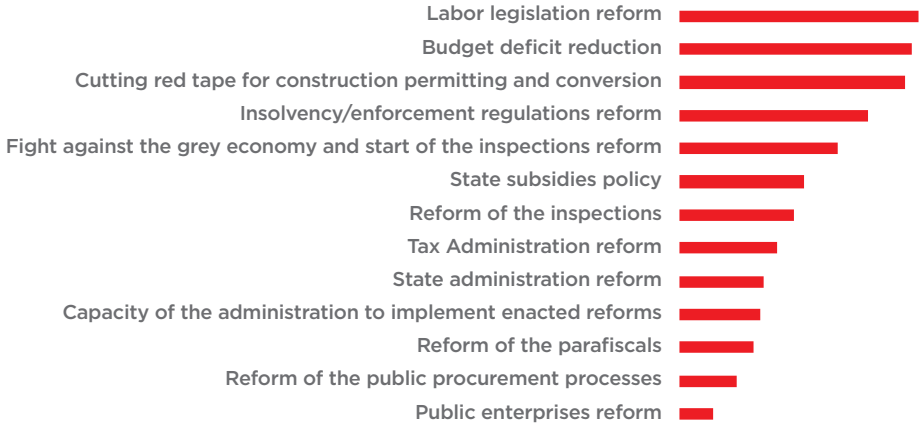 Labor legislation reform
Budget deficit reduction
Cutting red tape for construction permitting and conversion
Insolvency/enforcement regulations reform
Fight against the grey economy and start of the inspections reform
State subsidies policy
Reform of the inspections
Tax Administration reform
State administration reform
Capacity of the administration to implement enacted reforms
Reform of the parafiscals
Reform of the public procurement processes
Public enterprises reform